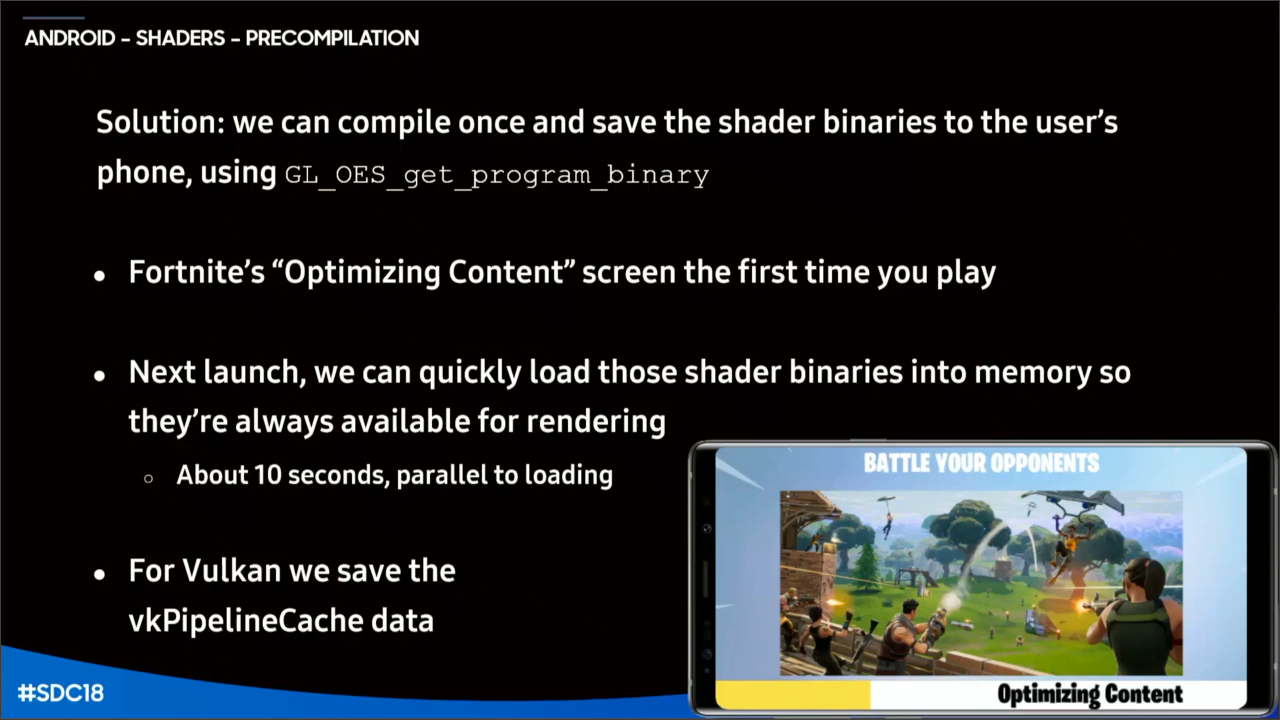 ANDROID – SHADERS – PRECOMPILATION
Solution: we can compile once and save the shader binaries to the user’s
phone, using GL_OES_get_program_binary
● Fortnite’s “Optimizing Content” screen the first time you play
● Next launch, we can quickly load those shader binaries into memory so
they’re always available for rendering
○ About 10 seconds, parallel to loading
● For Vulkan we save the
vkPipelineCache data
BATTLE YOUR OPPONENTS
Optimizing Content
#SDC18